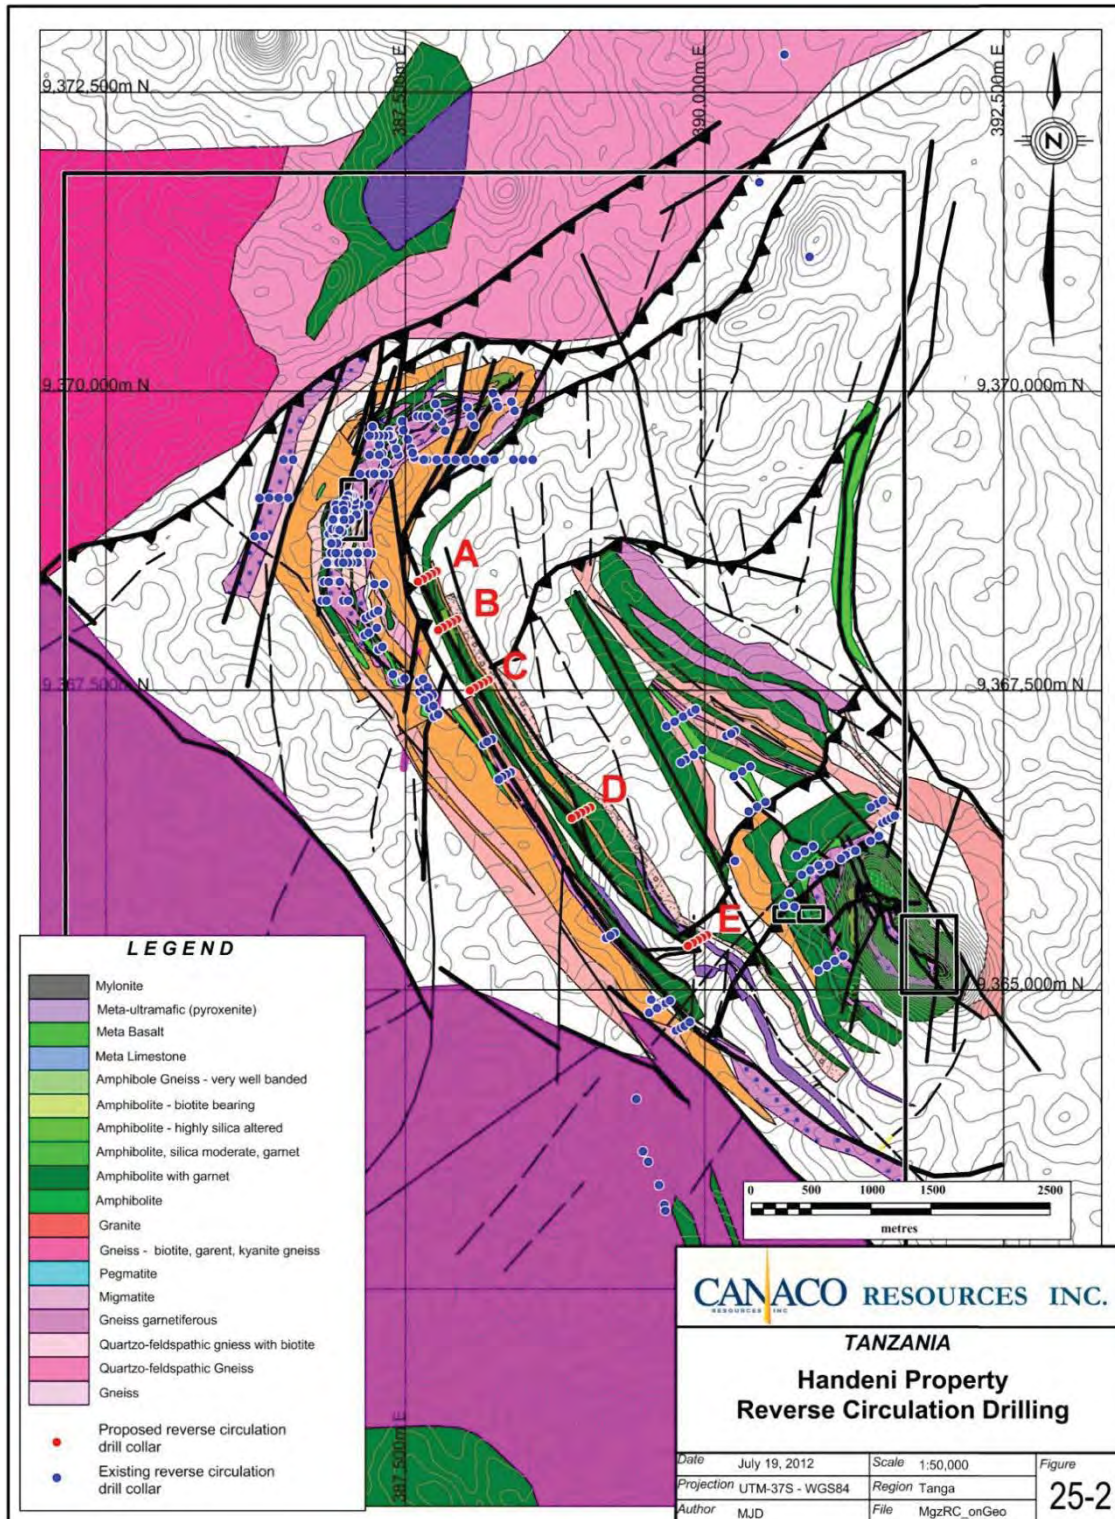 9,372,500m N
387,500m E
390,000m E
392,500m E
N
9,370,000m N
9,370,000m N
A
B
C
9,367,500m N
9,367,500m N
D
E
9,365,000m N
LEGEND
Mylonite
Meta-ultramafic (pyroxenite)
Meta Basalt
Meta Limestone
Amphibole Gneiss - very well banded
Amphibolite - biotite bearing
Amphibolite - highly silica altered
Amphibolite, silica moderate, garnet
Amphibolite with garnet
Amphibolite
Granite
Gneiss - biotite, garent, kyanite gneiss
Pegmatite
Migmatite
Gneiss garnetiferous
Quartzo-feldspathic gniess with biotite
Quartzo-feldspathic Gneiss
Gneiss
Proposed reverse circulation
drill collar
Existing reverse circulation
drill collar
387,500m E
0 500 1000 1500 2500
metres
CANACO RESOURCES INC.
RESOURCES INC
TANZANIA
Handeni Property
Reverse Circulation Drilling
Date July 19, 2012 Scale 1:50,000 Figure
Projection UTM-37S - WGS84 Region Tanga 25-2
Author MJD File MgzRC_onGeo